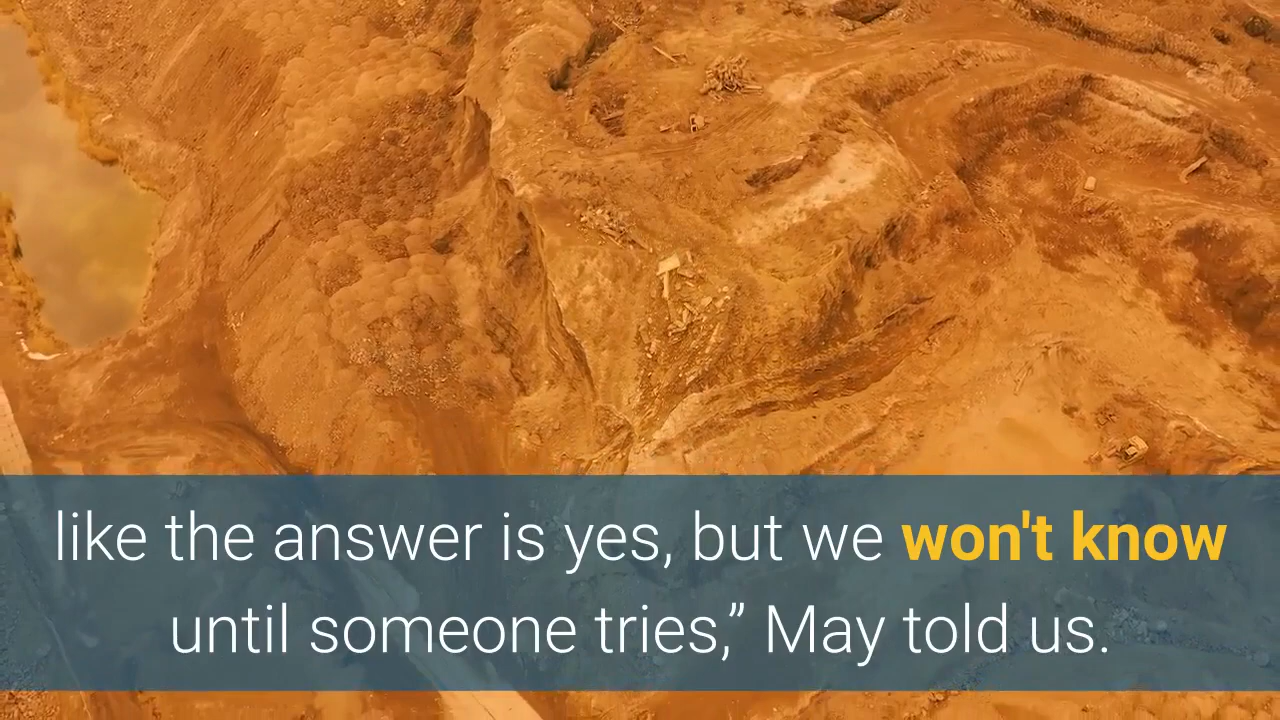 like the answer is yes, but we won't know
until someone tries,” May told us.